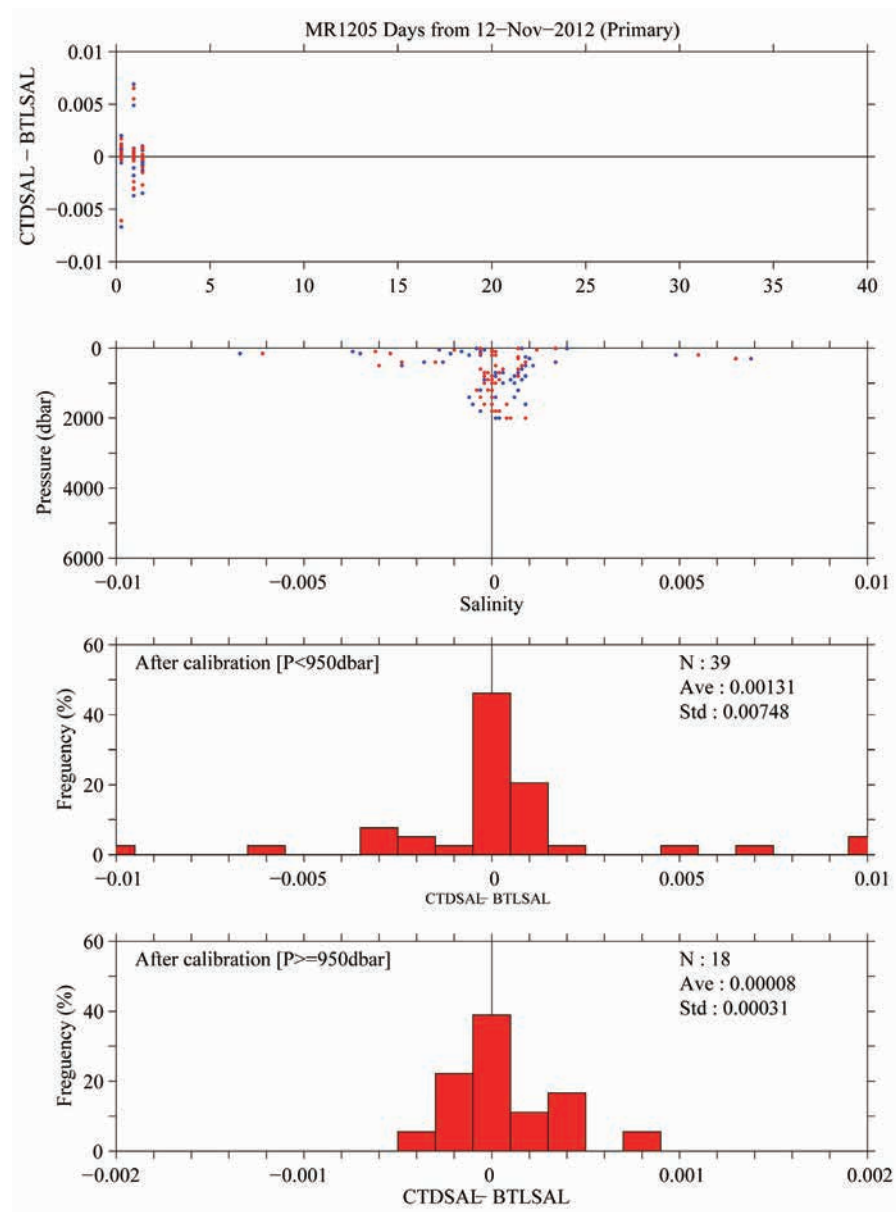 MR1205 Days from 12−Nov−2012 (Primary)
CTDSAL − BTLSAL
0.01
0.005
0
−0.005
−0.01
0 5 10 15 20 25 30 35 40
Pressure (dbar)
0
2000
4000
6000
−0.01 −0.005 0 0.005 0.01
Salinity
Freguency (%)
60
40
20
0
After calibration [P<950dbar]
N : 39
Ave : 0.00131
Std : 0.00748
−0.01 −0.005 0 0.005 0.01
CTDSAL− BTLSAL
Freguency (%)
60
40
20
0
After calibration [P>=950dbar]
N : 18
Ave : 0.00008
Std : 0.00031
−0.002 −0.001 0 0.001 0.002
CTDSAL− BTLSAL